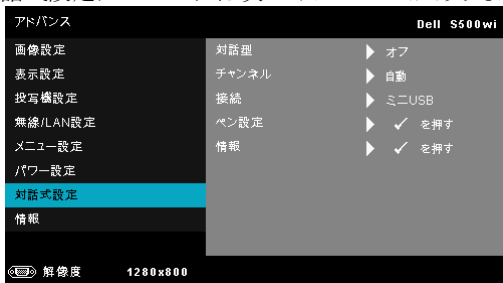 アドバンス Dell S500wi
画像設定
表示設定
投写機設定
無線/LAN設定
メニュー設定
パワー設定
対話式設定
情報
対話型 オフ
チャンネル 自動
接続 ミニUSB
ペン設定 ✓ を押す
情報 ✓ を押す
解像度 1280x800